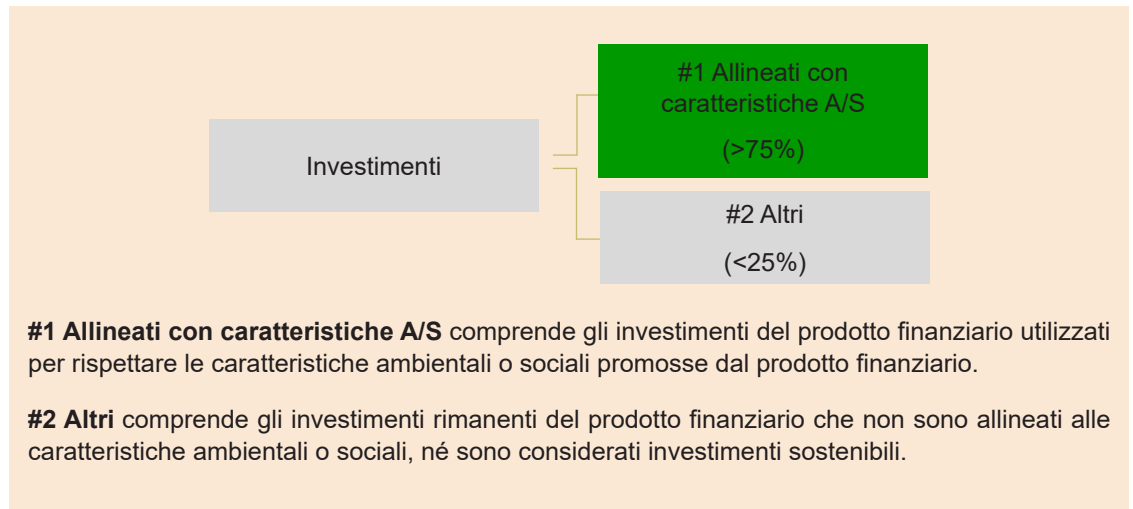 #1 Allineati con
caratteristiche A/S
(>75%)
Investimenti
#2 Altri
(<25%)
#1 Allineati con caratteristiche A/S comprende gli investimenti del prodotto finanziario utilizzati
per rispettare le caratteristiche ambientali o sociali promosse dal prodotto finanziario.
#2 Altri comprende gli investimenti rimanenti del prodotto finanziario che non sono allineati alle
caratteristiche ambientali o sociali, né sono considerati investimenti sostenibili.